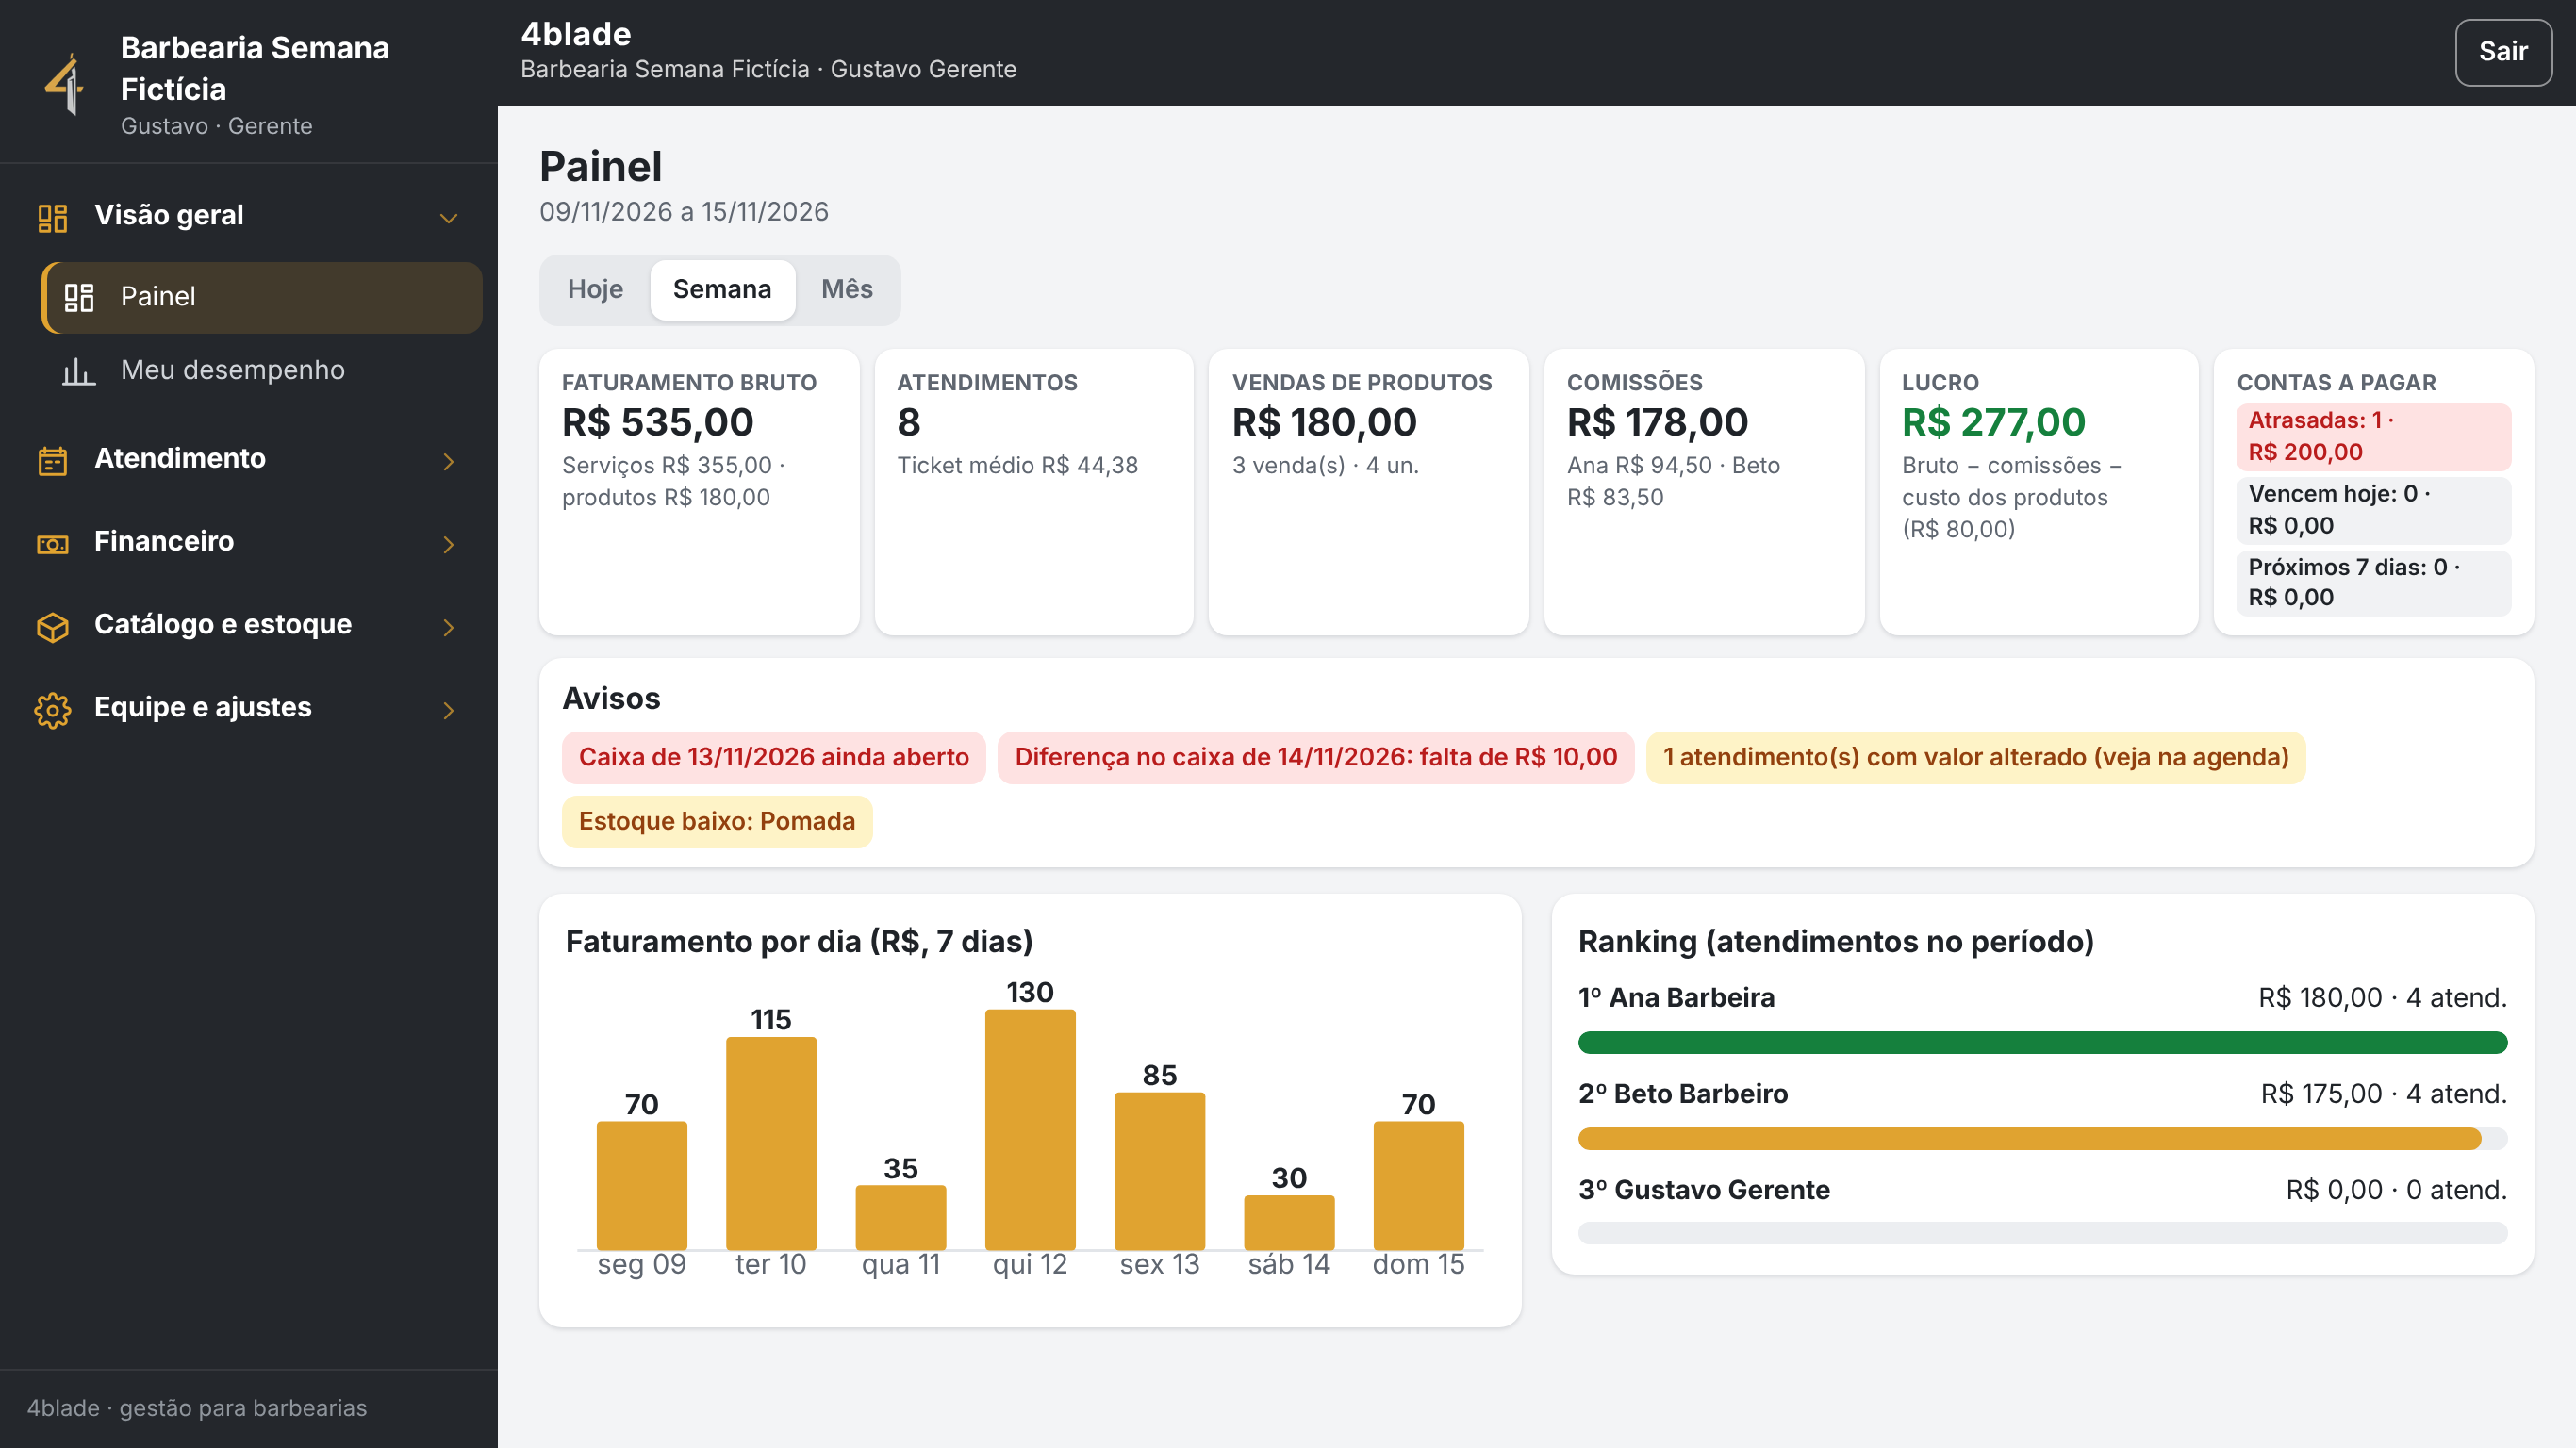 Barbearia Semana
Fictícia
Gustavo · Gerente
Visão geral
Painel
Meu desempenho
Atendimento
Financeiro
Catálogo e estoque
Equipe e ajustes
4blade · gestão para barbearias
4blade
Barbearia Semana Fictícia · Gustavo Gerente
Sair
Painel
09/11/2026 a 15/11/2026
Hoje
Semana
Mês
FATURAMENTO BRUTO
R$ 535,00
Serviços R$ 355,00 ·
produtos R$ 180,00
ATENDIMENTOS
8
Ticket médio R$ 44,38
VENDAS DE PRODUTOS
R$ 180,00
3 venda(s) · 4 un.
COMISSÕES
R$ 178,00
Ana R$ 94,50 · Beto
R$ 83,50
LUCRO
R$ 277,00
Bruto − comissões −
custo dos produtos
(R$ 80,00)
CONTAS A PAGAR
Atrasadas: 1 ·
R$ 200,00
Vencem hoje: 0 ·
R$ 0,00
Próximos 7 dias: 0 ·
R$ 0,00
Avisos
Caixa de 13/11/2026 ainda aberto
Diferença no caixa de 14/11/2026: falta de R$ 10,00
1 atendimento(s) com valor alterado (veja na agenda)
Estoque baixo: Pomada
Faturamento por dia (R$, 7 dias)
70
115
35
130
85
30
70
seg 09
ter 10
qua 11
qui 12
sex 13
sáb 14
dom 15
Ranking (atendimentos no período)
1º Ana Barbeira
R$ 180,00 · 4 atend.
2º Beto Barbeiro
R$ 175,00 · 4 atend.
3º Gustavo Gerente
R$ 0,00 · 0 atend.